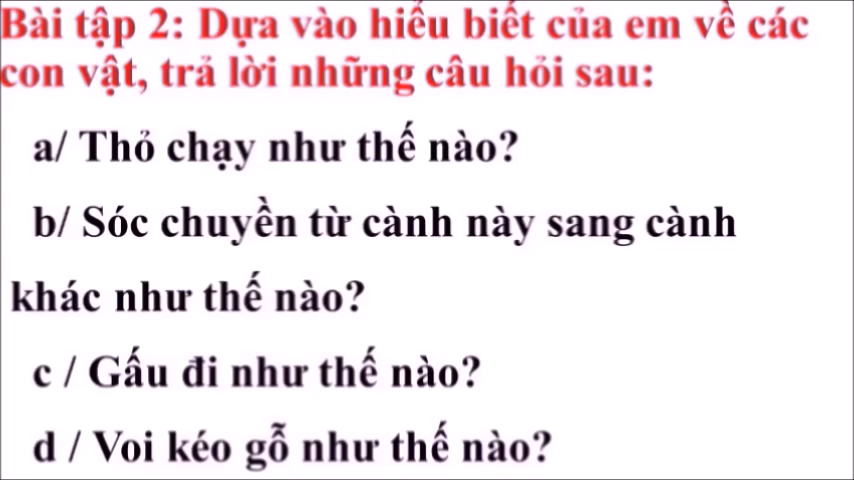 Bài tập 2: Dựa vào hiểu biết của em về các
con vật, trả lời những câu hỏi sau:
a/ Thỏ chạy như thế nào?
b/ Sóc chuyền từ cành này sang cành
khác như thế nào?
c / Gấu đi như thế nào?
d / Voi kéo gỗ như thế nào?